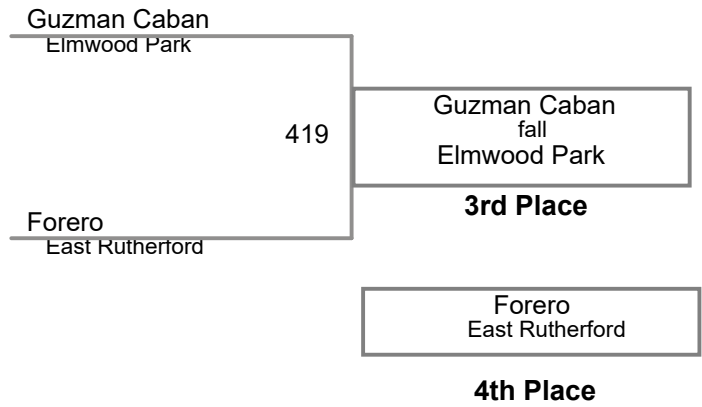 Guzman Caban
Elmwood Park
419
Guzman Caban
fall
Elmwood Park
3rd Place
Forero
East Rutherford
Forero
East Rutherford
4th Place